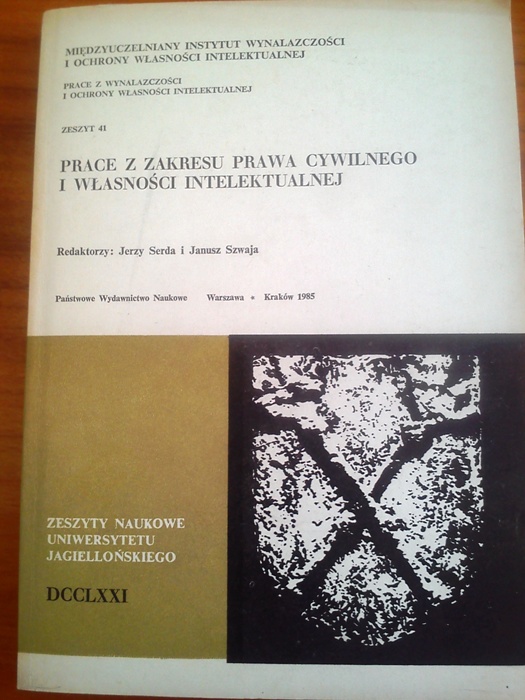 MIĘDZYUCZELNIANY INSTYTUT WYNALAZCZOŚCI
I OCHRONY WŁASNOŚCI INTELEKTUALNEJ
PRACE Z WYNALAZCZOŚCI
I OCHRONY WŁASNOŚCI INTELEKTUALNEJ
ZESZYT 41
PRACE Z ZAKRESU PRAWA CYWILNEGO
I WŁASNOŚCI INTELEKTUALNEJ
Redaktorzy: Jerzy Serda i Janusz Szwaja
Państwowe Wydawnictwo Naukowe Warszawa • Kraków 1985
ZESZYTY NAUKOWE
UNIWERSYTETU
JAGIELLOŃSKIEGO
DCCLXXI